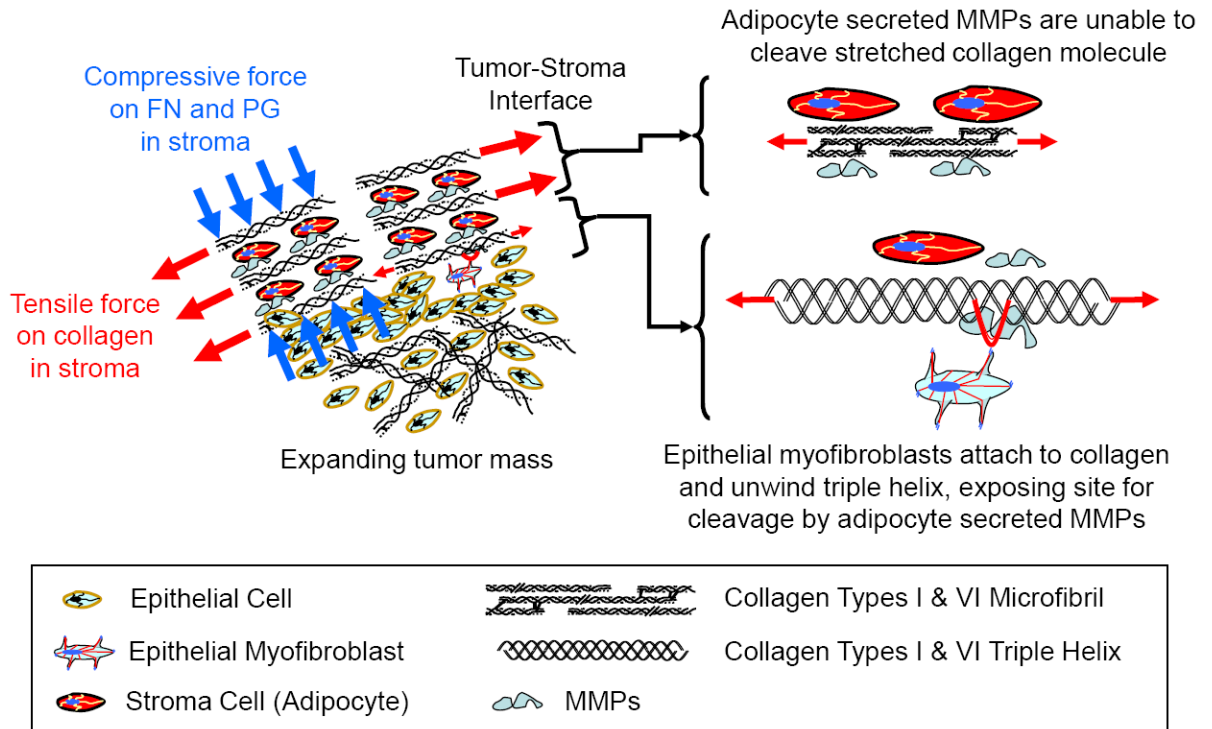 Adipocyte secreted MMPs are unable to
cleave stretched collagen molecule
Compressive force
on FN and PG
in stroma
Tumor-Stroma
Interface
Tensile force
on collagen
in stroma
Expanding tumor mass
Epithelial myofibroblasts attach to collagen
and unwind triple helix, exposing site for
cleavage by adipocyte secreted MMPs
Epithelial Cell
Collagen Types I & VI Microfibril
Epithelial Myofibroblast
Collagen Types I & VI Triple Helix
Stroma Cell (Adipocyte)
MMPs